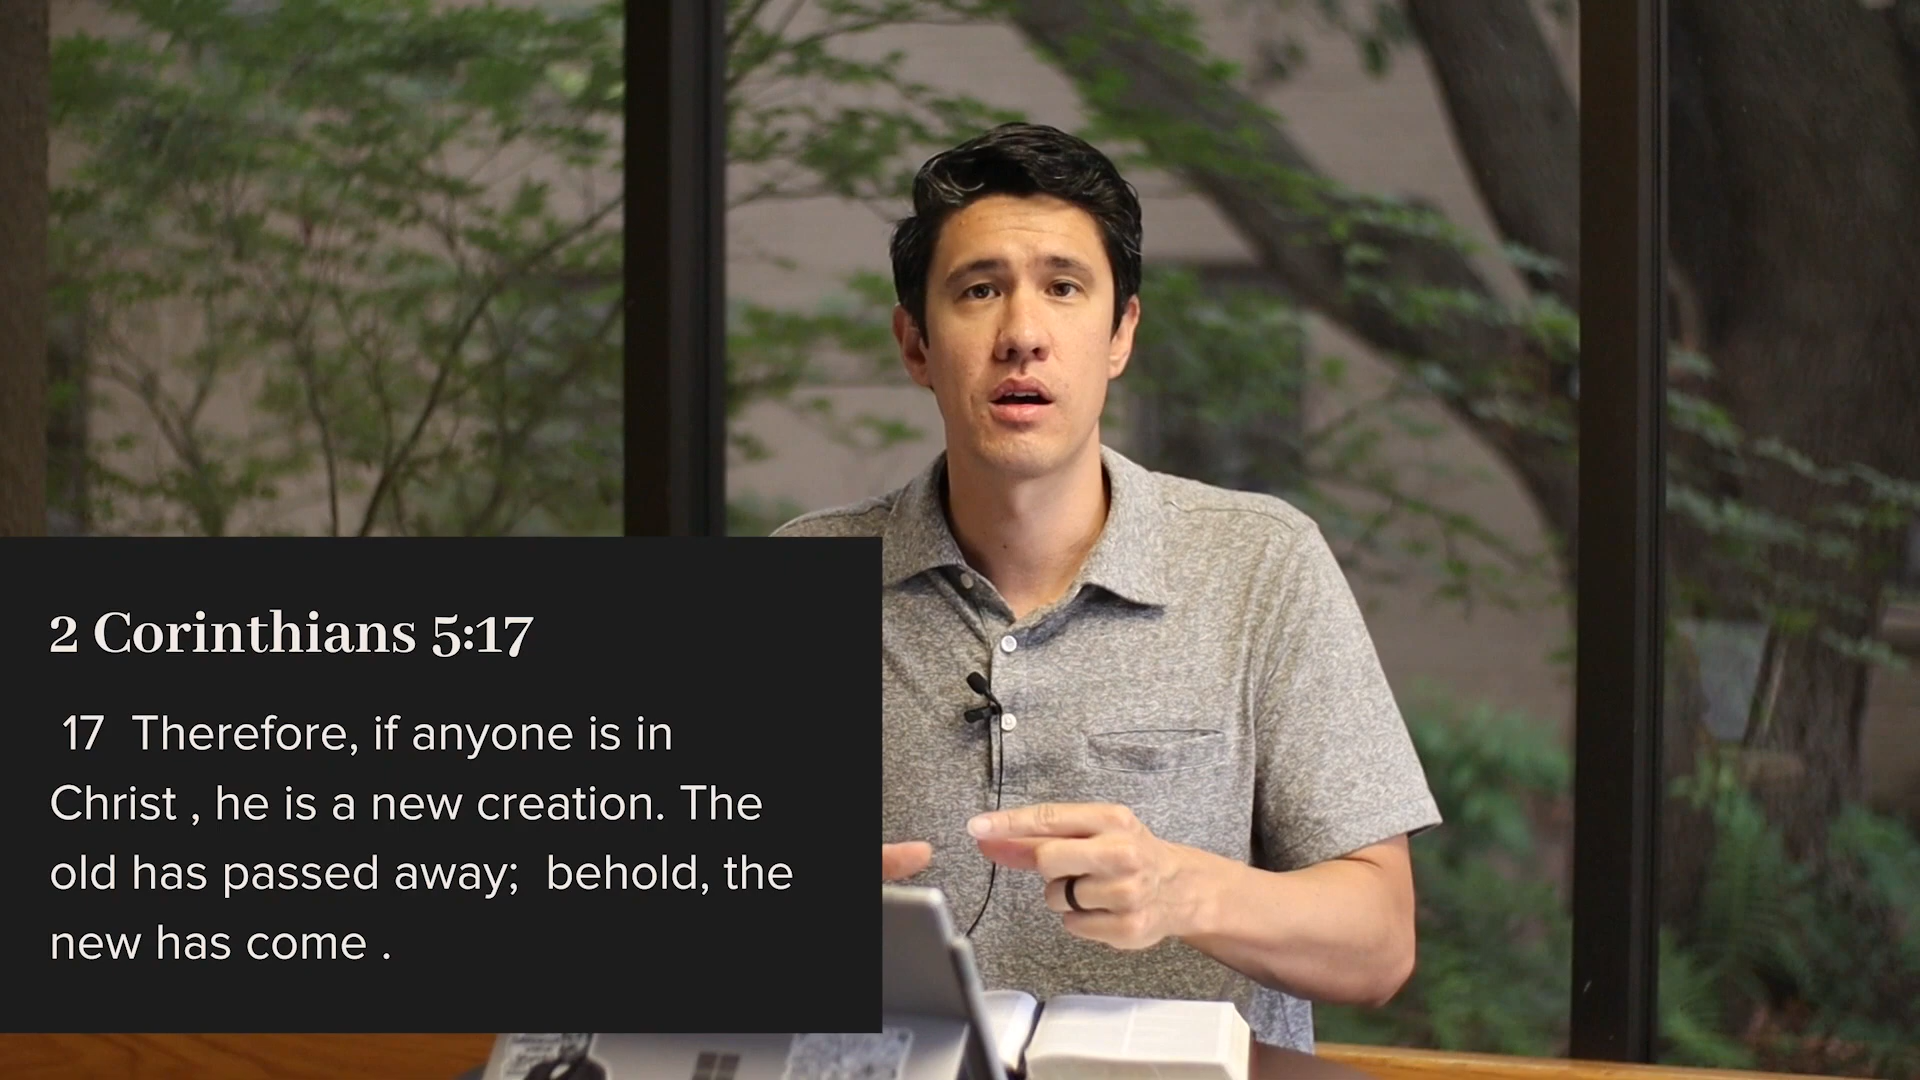 2 Corinthians 5:17
17 Therefore, if anyone is in
Christ , he is a new creation. The
old has passed away; behold, the
new has come .